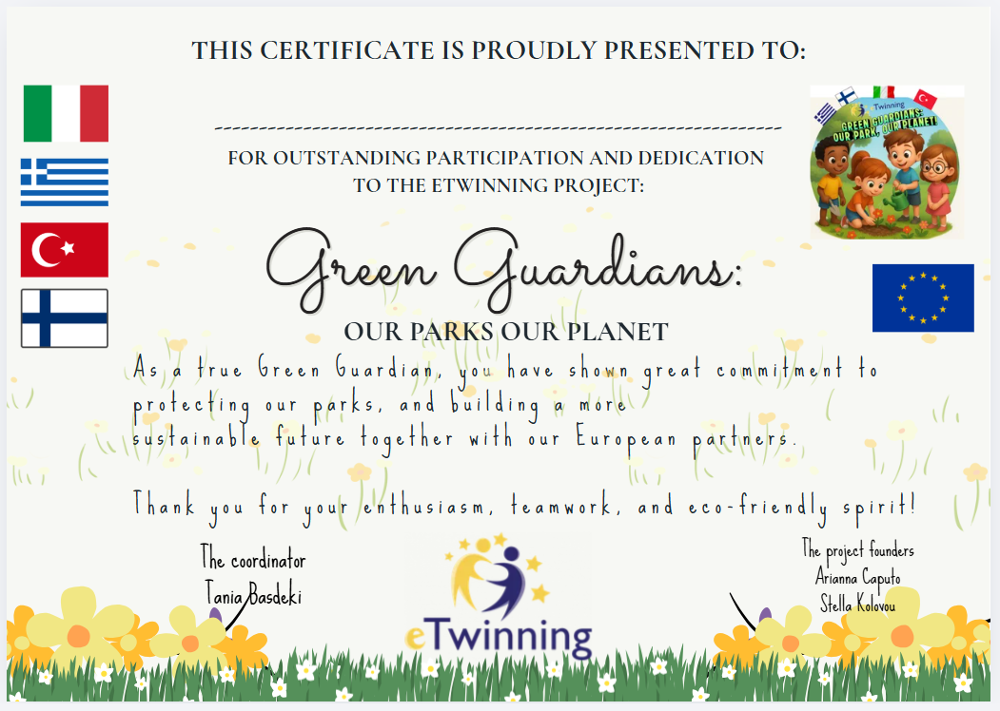 THIS CERTIFICATE IS PROUDLY PRESENTED TO:
FOR OUTSTANDING PARTICIPATION AND DEDICATION
TO THE ETWINNING PROJECT:
Twinning
GREEN GUARDIANS:
OUR PARK, OUR PLANET!
Green Guardians:
OUR PARKS OUR PLANET
As a true Green Guardian, you have shown great commitment to
protecting our parks, and building a more
sustainable future together with our European partners.
Thank you for your enthusiasm, teamwork, and eco-friendly spirit!
The coordinator
Tania Basdeki
The project founders
Arianna Caputo
Stella Kolovou
eTwinning